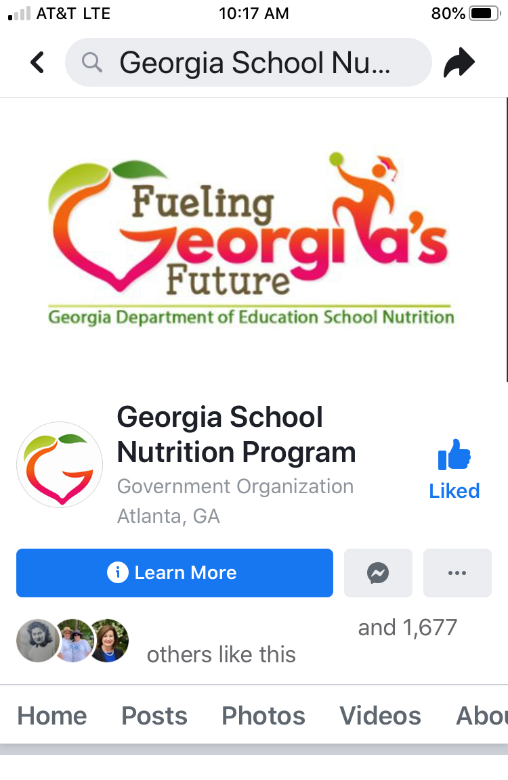 AT&T LTE 10:17 AM 80%
Georgia School Nu...
Fueling
Georgia's
Future
Georgia Department of Education School Nutrition
Georgia School
Nutrition Program
Government Organization
Atlanta, GA
Liked
Learn More
and 1,677
others like this
Home Posts Photos Videos Abou